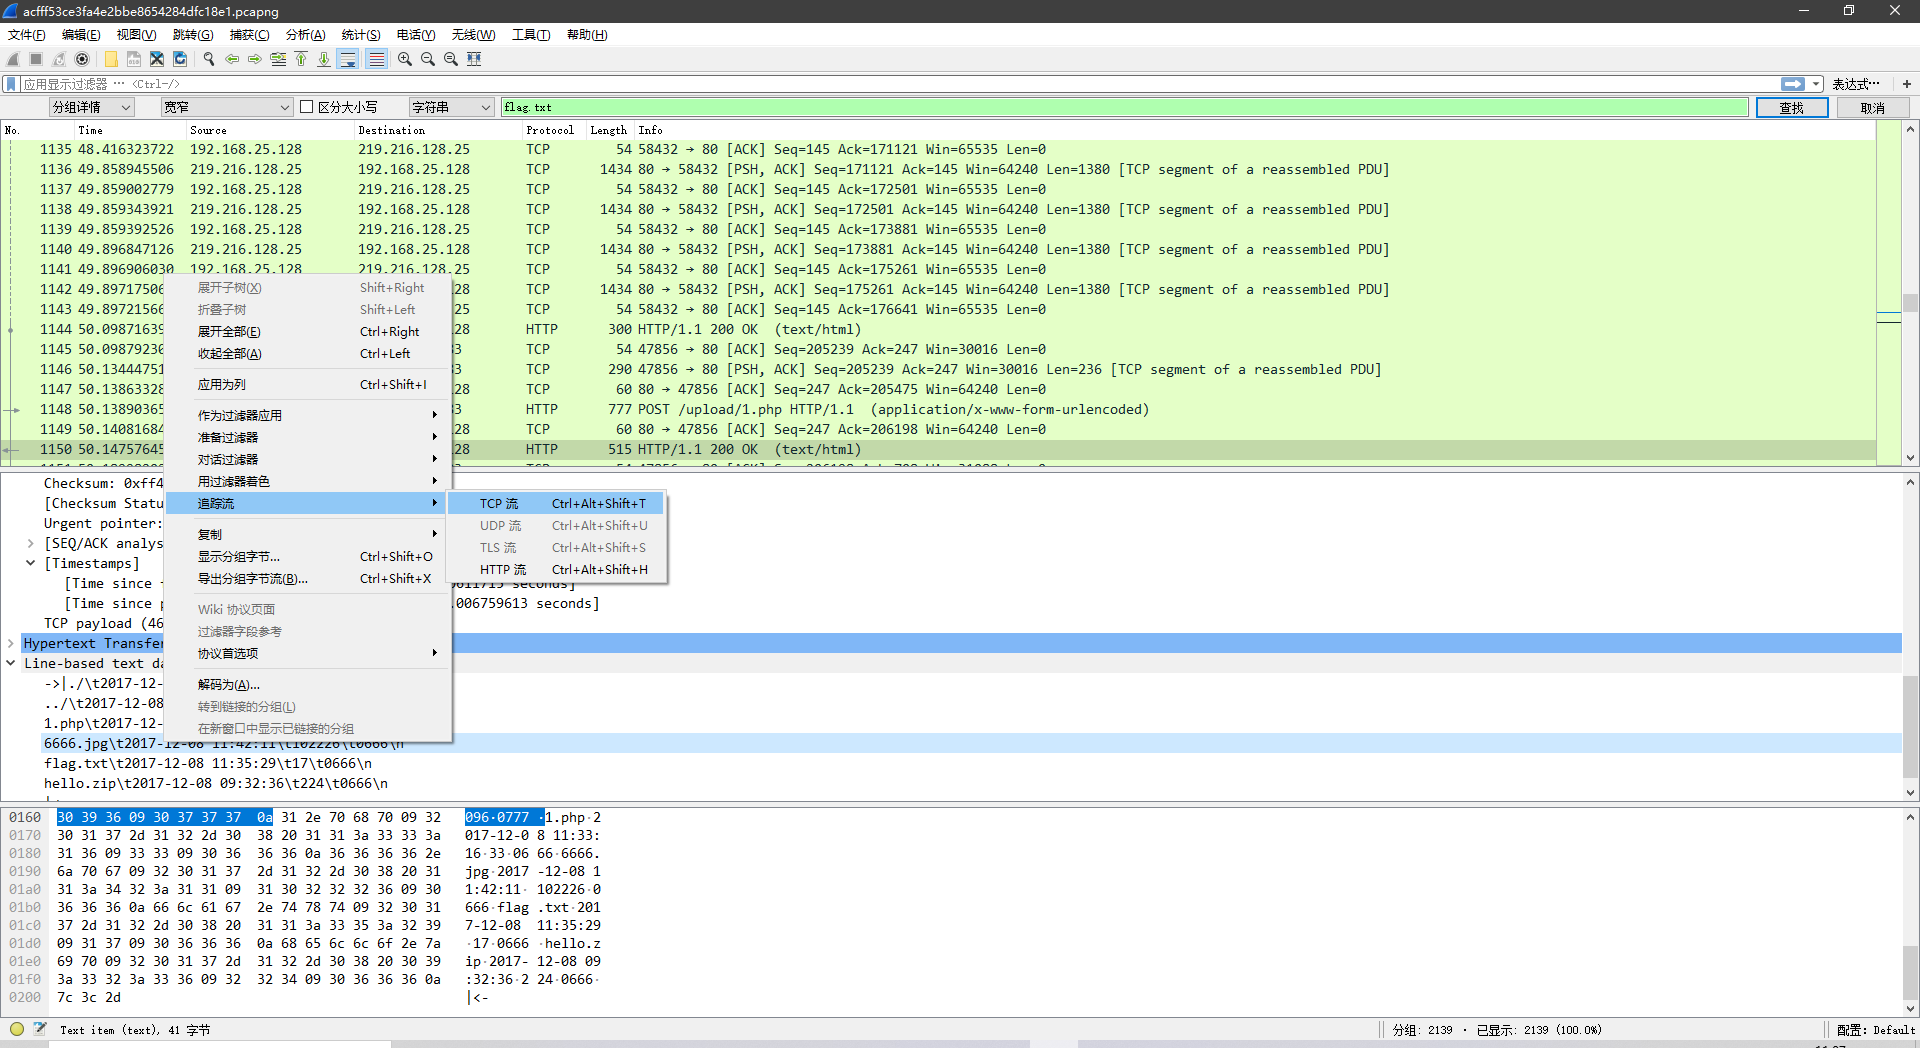 acfff53ce3fa4e2bbe8654284dfc18e1.pcapng
文件(F) 编辑(E) 视图(V) 跳转(G) 捕获(C) 分析(A) 统计(S) 电话(Y) 无线(W) 工具(T) 帮助(H)
应用显示过滤器 ⋯ <Ctrl-/>
表达式⋯ +
分组详情 宽窄 区分大小写 字符串 flag.txt 查找 取消
No. Time Source Destination Protocol Length Info
1135 48.416323722 192.168.25.128 219.216.128.25 TCP 54 58432 → 80 [ACK] Seq=145 Ack=171121 Win=65535 Len=0
1136 49.858945506 219.216.128.25 192.168.25.128 TCP 1434 80 → 58432 [PSH, ACK] Seq=171121 Ack=145 Win=64240 Len=1380 [TCP segment of a reassembled PDU]
1137 49.859002779 192.168.25.128 219.216.128.25 TCP 54 58432 → 80 [ACK] Seq=145 Ack=172501 Win=65535 Len=0
1138 49.859343921 219.216.128.25 192.168.25.128 TCP 1434 80 → 58432 [PSH, ACK] Seq=172501 Ack=145 Win=64240 Len=1380 [TCP segment of a reassembled PDU]
1139 49.859392526 192.168.25.128 219.216.128.25 TCP 54 58432 → 80 [ACK] Seq=145 Ack=173881 Win=65535 Len=0
1140 49.896847126 219.216.128.25 192.168.25.128 TCP 1434 80 → 58432 [PSH, ACK] Seq=173881 Ack=145 Win=64240 Len=1380 [TCP segment of a reassembled PDU]
1141 49.896906030 192.168.25.128 219.216.128.25 TCP 54 58432 → 80 [ACK] Seq=145 Ack=175261 Win=65535 Len=0
1142 49.89717506 .128 TCP 1434 80 → 58432 [PSH, ACK] Seq=175261 Ack=145 Win=64240 Len=1380 [TCP segment of a reassembled PDU]
1143 49.89721566 .25 TCP 54 58432 → 80 [ACK] Seq=145 Ack=176641 Win=65535 Len=0
1144 50.09871639 28 HTTP 300 HTTP/1.1 200 OK (text/html)
1145 50.09879230 3 TCP 54 47856 → 80 [ACK] Seq=205239 Ack=247 Win=30016 Len=0
1146 50.13444751 3 TCP 290 47856 → 80 [PSH, ACK] Seq=205239 Ack=247 Win=30016 Len=236 [TCP segment of a reassembled PDU]
1147 50.13863328 28 TCP 60 80 → 47856 [ACK] Seq=247 Ack=205475 Win=64240 Len=0
1148 50.13890365 3 HTTP 777 POST /upload/1.php HTTP/1.1 (application/x-www-form-urlencoded)
1149 50.14081684 28 TCP 60 80 → 47856 [ACK] Seq=247 Ack=206198 Win=64240 Len=0
1150 50.14757645 28 HTTP 515 HTTP/1.1 200 OK (text/html)
展开子树(X) Shift+Right
折叠子树 Shift+Left
展开全部(E) Ctrl+Right
收起全部(A) Ctrl+Left
应用为列 Ctrl+Shift+I
作为过滤器应用
准备过滤器
对话过滤器
用过滤器着色
追踪流
复制
显示分组字节... Ctrl+Shift+O
导出分组字节流(B)... Ctrl+Shift+X
Wiki 协议页面
过滤器字段参考
协议首选项
解码为(A)...
转到链接的分组(L)
在新窗口中显示已链接的分组
TCP 流 Ctrl+Alt+Shift+T
UDP 流 Ctrl+Alt+Shift+U
TLS 流 Ctrl+Alt+Shift+S
HTTP 流 Ctrl+Alt+Shift+H
Checksum: 0xff4
[Checksum Statu
Urgent pointer:
[SEQ/ACK analys
[Timestamps]
[Time since seconds]
[Time since p .006759613 seconds]
TCP payload (46
Hypertext Transfer
Line-based text da
->|./\t2017-12-
../\t2017-12-08
1.php\t2017-12-
6666.jpg\t2017-12-08 11:42:11\t102226\t0666\n
flag.txt\t2017-12-08 11:35:29\t17\t0666\n
hello.zip\t2017-12-08 09:32:36\t224\t0666\n
0160 30 39 36 09 30 37 37 37 0a 31 2e 70 68 70 09 32 096·0777 ·1.php·2
0170 30 31 37 2d 31 32 2d 30 38 20 31 31 3a 33 33 3a 017-12-0 8 11:33:
0180 31 36 09 33 33 09 30 36 36 36 0a 36 36 36 36 2e 16·33·06 66·6666.
0190 6a 70 67 09 32 30 31 37 2d 31 32 2d 30 38 20 31 jpg·2017 -12-08 1
01a0 31 3a 34 32 3a 31 31 09 31 30 32 32 32 36 09 30 1:42:11· 102226·0
01b0 36 36 36 0a 66 6c 61 67 2e 74 78 74 09 32 30 31 666·flag .txt·201
01c0 37 2d 31 32 2d 30 38 20 31 31 3a 33 35 3a 32 39 7-12-08 11:35:29
01d0 09 31 37 09 30 36 36 36 0a 68 65 6c 6c 6f 2e 7a ·17·0666 ·hello.z
01e0 69 70 09 32 30 31 37 2d 31 32 2d 30 38 20 30 39 ip·2017- 12-08 09
01f0 3a 33 32 3a 33 36 09 32 32 34 09 30 36 36 36 0a :32:36·2 24·0666·
0200 7c 3c 2d |<-
Text item (text), 41 字节
分组: 2139 · 已显示: 2139 (100.0%)
配置: Default